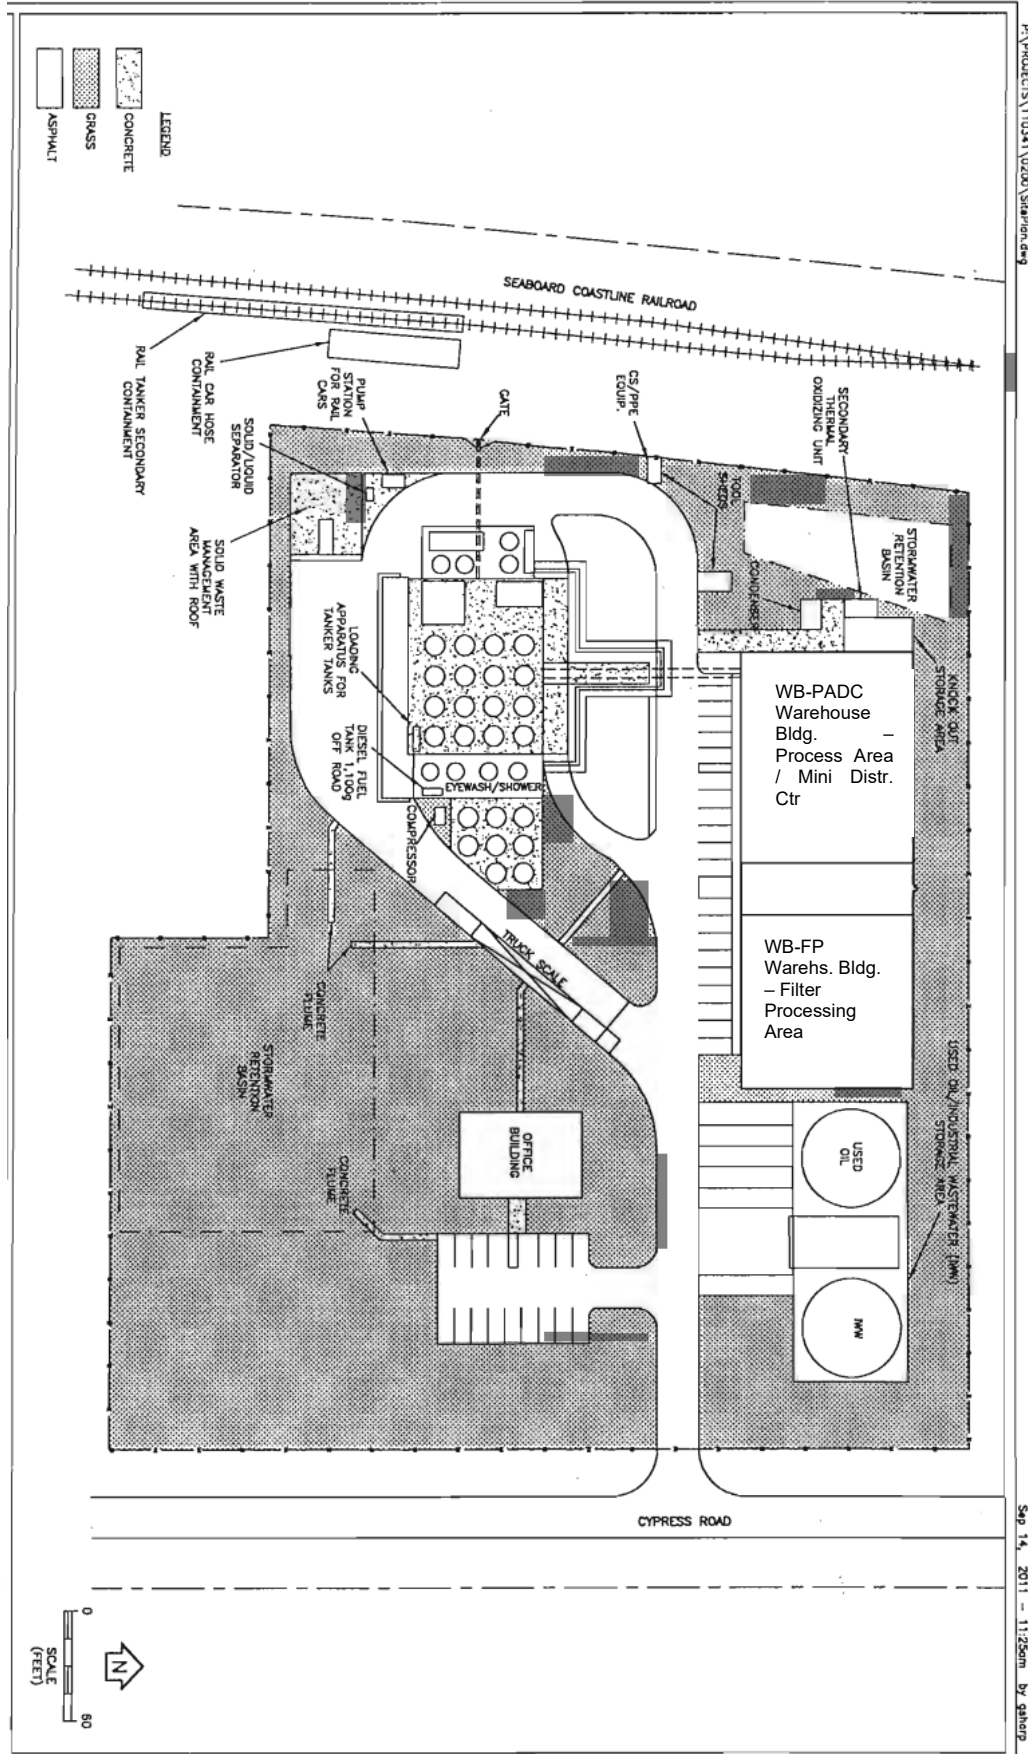 P:\PROJECTS\110341\0200\SitePlan.dwg
Sep 14, 2011 - 11:25am by gsharp
LEGEND
CONCRETE
GRASS
ASPHALT
SEABOARD COASTLINE RAILROAD
RAIL TANKER SECONDARY
CONTAINMENT
RAIL CAR HOSE
CONTAINMENT
PUMP
STATION
FOR RAIL
CARS
SOLID/LIQUID
SEPARATOR
SOLID WASTE
MANAGEMENT
AREA WITH ROOF
GATE
CS/PPE
EQUIP.
TOOL
SHEDS
SECONDARY
THERMAL
OXIDIZING UNIT
CONDENSER
STORMWATER
RETENTION
BASIN
KNOCK OUT
STORAGE AREA
LOADING
APPARATUS FOR
TANKER TANKS
DIESEL FUEL
TANK 1,100g
OFF ROAD
EYEWASH/SHOWER
COMPRESSOR
WB-PADC
Warehouse
Bldg. –
Process Area
/ Mini Distr.
Ctr
WB-FP
Warehs. Bldg.
– Filter
Processing
Area
TRUCK SCALE
CONCRETE
FLUME
STORMWATER
RETENTION
BASIN
CONCRETE
FLUME
OFFICE
BUILDING
USED OIL/INDUSTRIAL WASTEWATER (IWW)
STORAGE AREA
USED
OIL
IWW
CYPRESS ROAD
N
0
60
SCALE
(FEET)